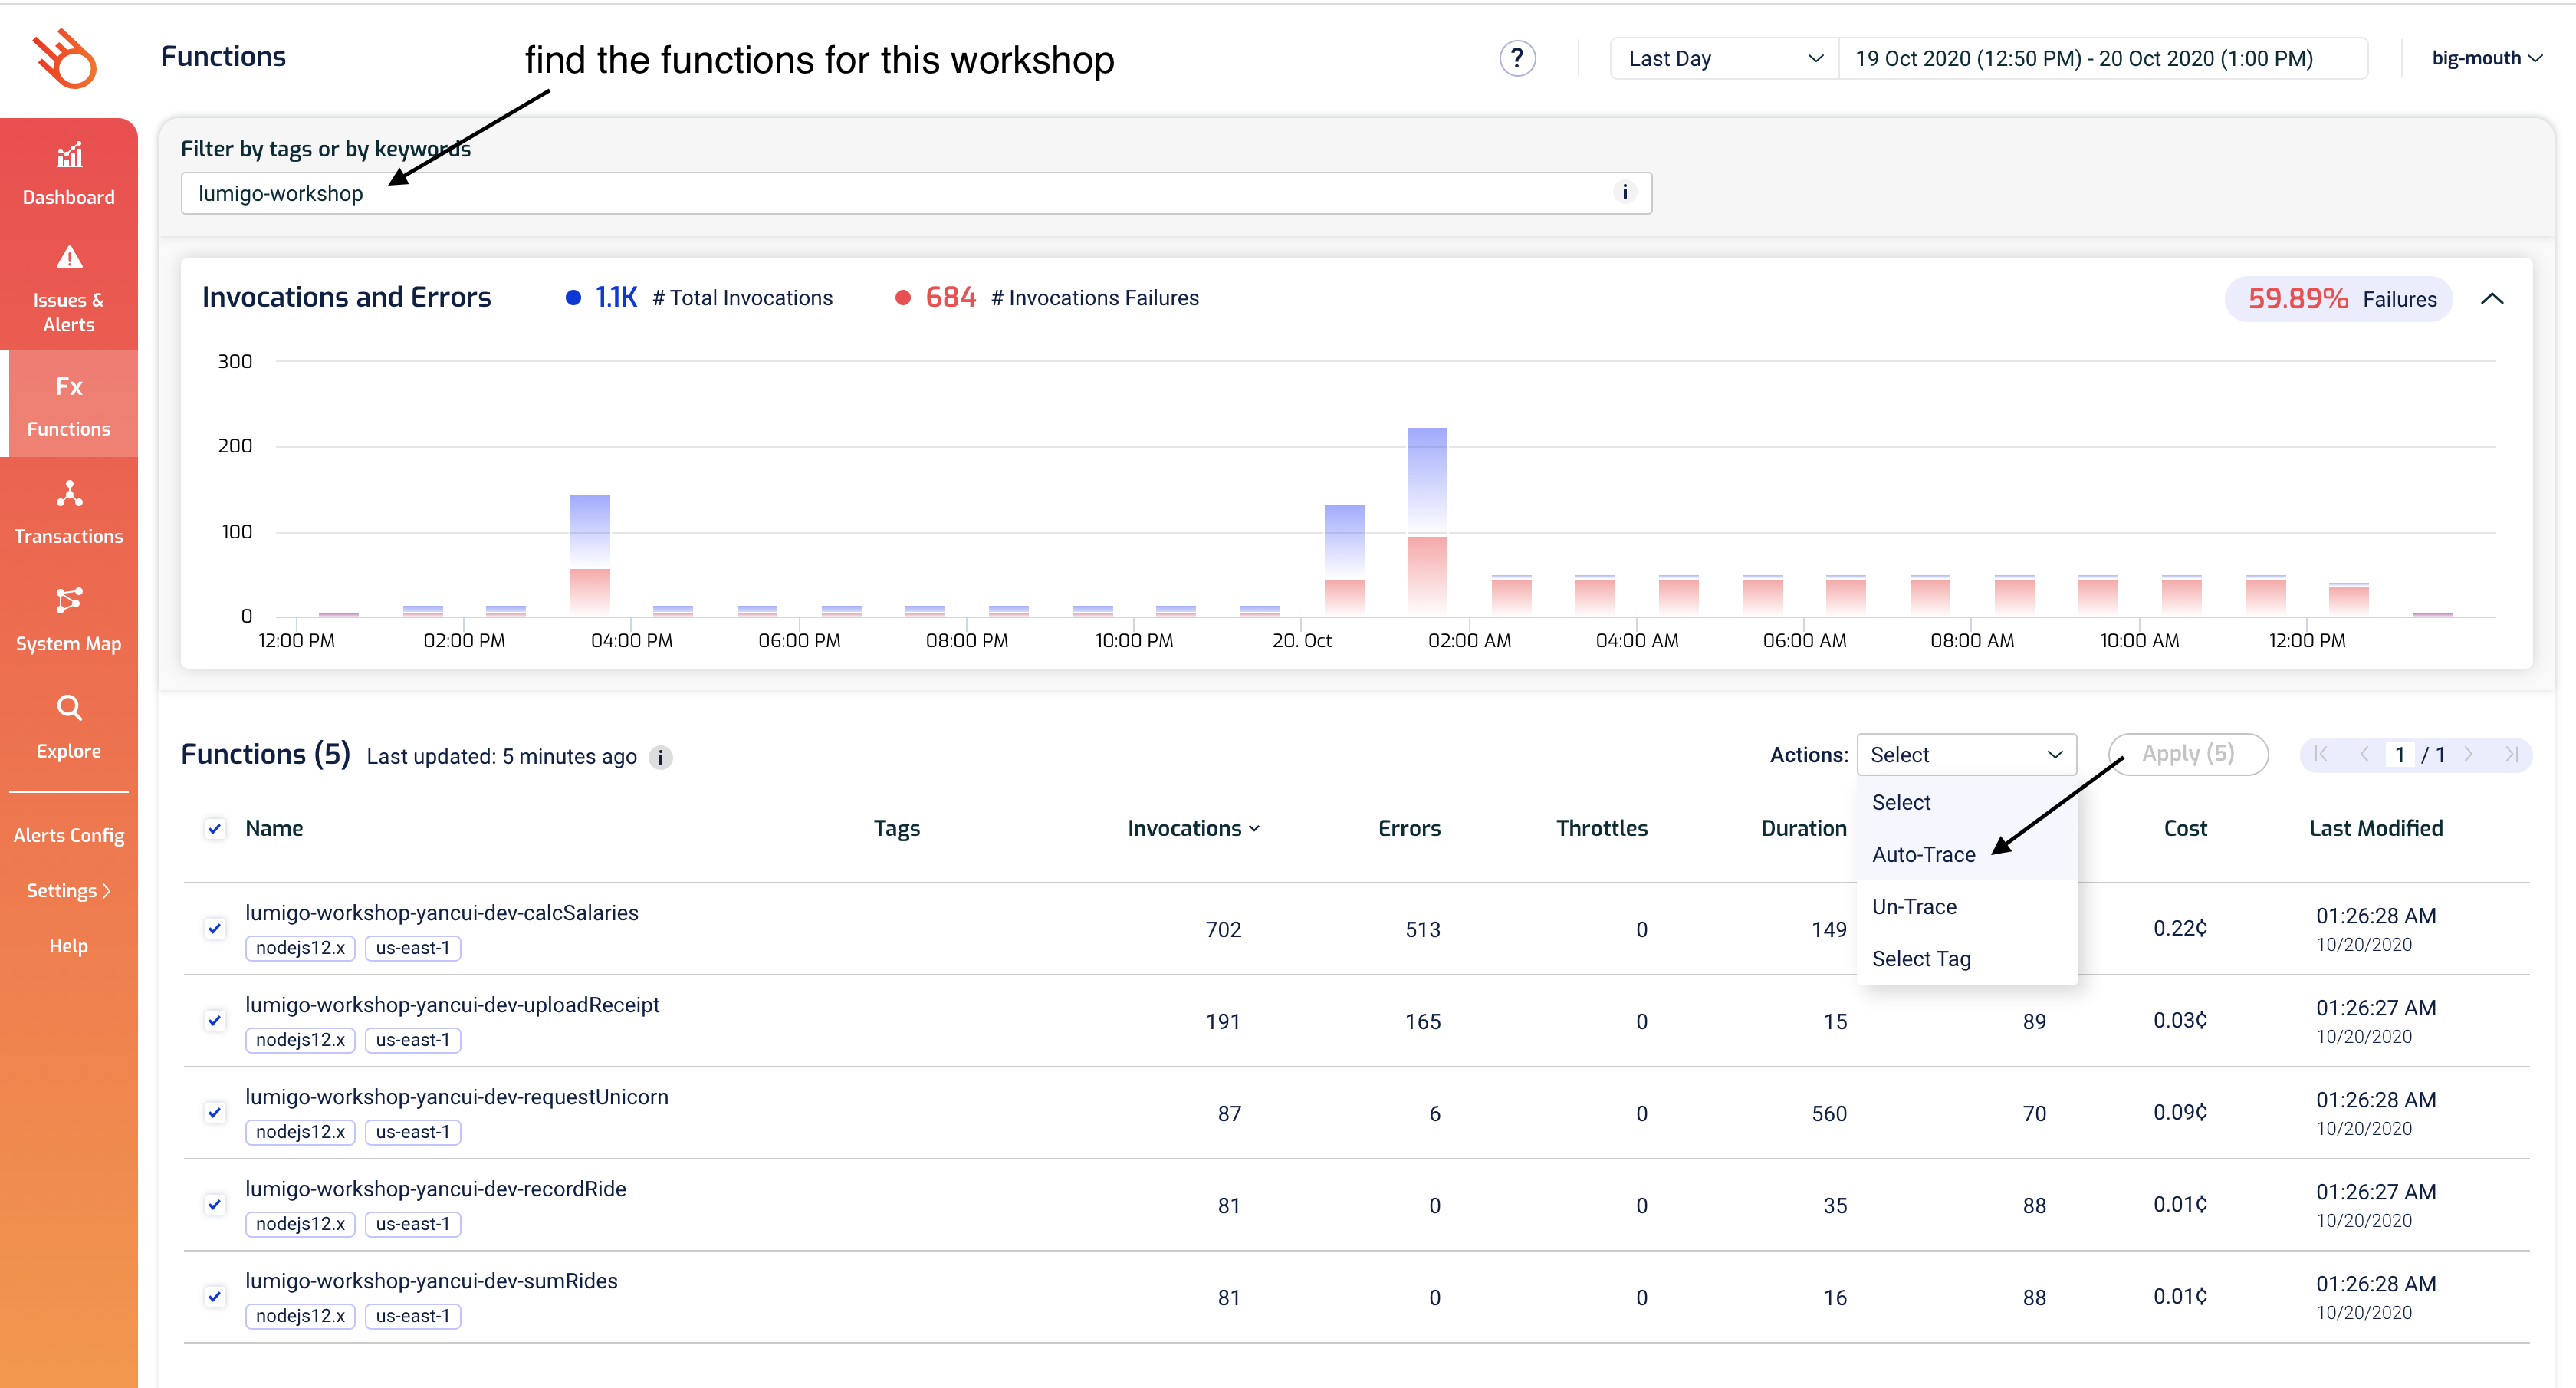 Functions
find the functions for this workshop
?
Last Day
19 Oct 2020 (12:50 PM) - 20 Oct 2020 (1:00 PM)
big-mouth
Dashboard
Issues &
Alerts
Fx
Functions
Transactions
System Map
Explore
Alerts Config
Settings
Help
Filter by tags or by keywords
lumigo-workshop
i
Invocations and Errors
1.1K # Total Invocations
684 # Invocations Failures
59.89% Failures
300
200
100
0
12:00 PM 02:00 PM 04:00 PM 06:00 PM 08:00 PM 10:00 PM 20. Oct 02:00 AM 04:00 AM 06:00 AM 08:00 AM 10:00 AM 12:00 PM
Functions (5) Last updated: 5 minutes ago i
Actions: Select
Apply (5)
1 / 1
Select
Auto-Trace
Un-Trace
Select Tag
Name Tags Invocations Errors Throttles Duration Cost Last Modified
lumigo-workshop-yancui-dev-calcSalaries
nodejs12.x us-east-1
702 513 0 149 0.22¢ 01:26:28 AM
10/20/2020
lumigo-workshop-yancui-dev-uploadReceipt
nodejs12.x us-east-1
191 165 0 15 89 0.03¢ 01:26:27 AM
10/20/2020
lumigo-workshop-yancui-dev-requestUnicorn
nodejs12.x us-east-1
87 6 0 560 70 0.09¢ 01:26:28 AM
10/20/2020
lumigo-workshop-yancui-dev-recordRide
nodejs12.x us-east-1
81 0 0 35 88 0.01¢ 01:26:27 AM
10/20/2020
lumigo-workshop-yancui-dev-sumRides
nodejs12.x us-east-1
81 0 0 16 88 0.01¢ 01:26:28 AM
10/20/2020